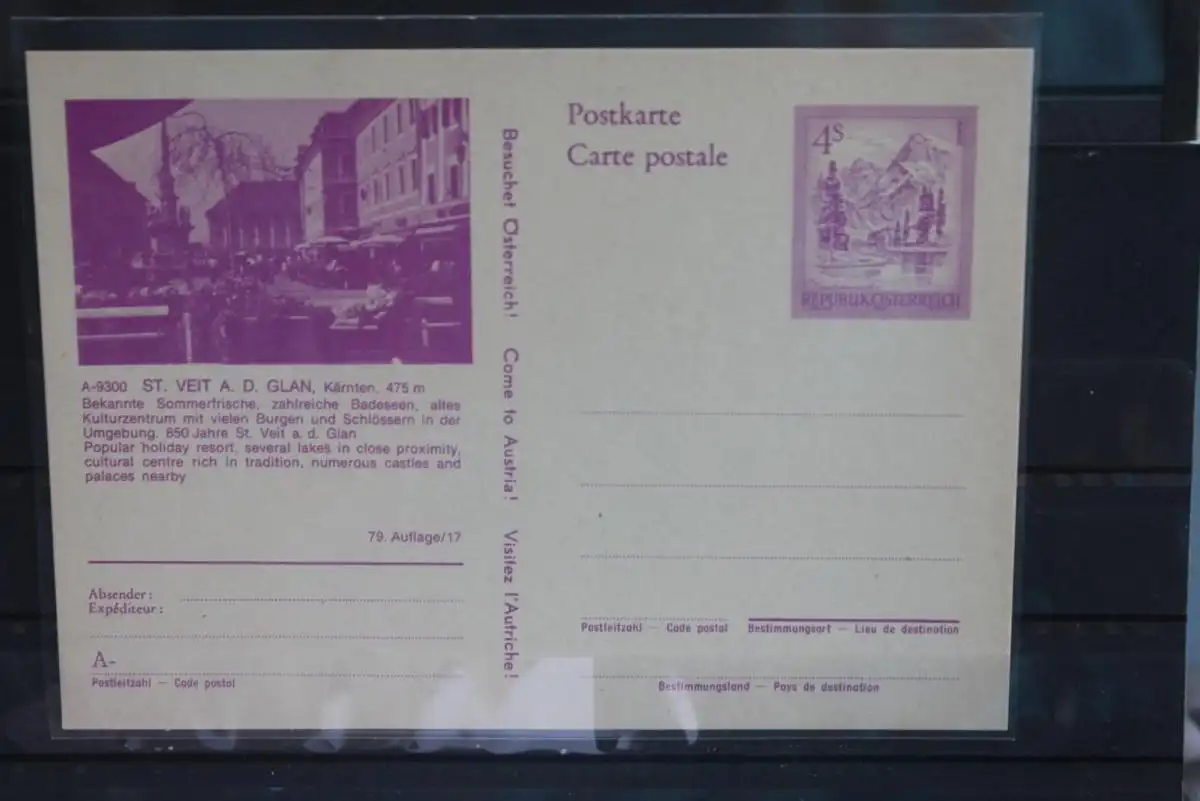 A-9300 ST. VEIT A. D. GLAN, Kärnten, 475 m
Bekannte Sommerfrische, zahlreiche Badeseen, altes
Kulturzentrum mit vielen Burgen und Schlössern in der
Umgebung. 850 Jahre St. Veit a. d. Glan
Popular holiday resort, several lakes in close proximity,
cultural centre rich in tradition, numerous castles and
palaces nearby
79. Auflage/17
Absender:
Expéditeur:
A-
Postleitzahl — Code postal
Besuchet Österreich! Come to Austria! Visitez l'Autriche!
Postkarte
Carte postale
4S
REPUBLIK ÖSTERREICH
Postleitzahl — Code postal
Bestimmungsort — Lieu de destination
Bestimmungsland — Pays de destination